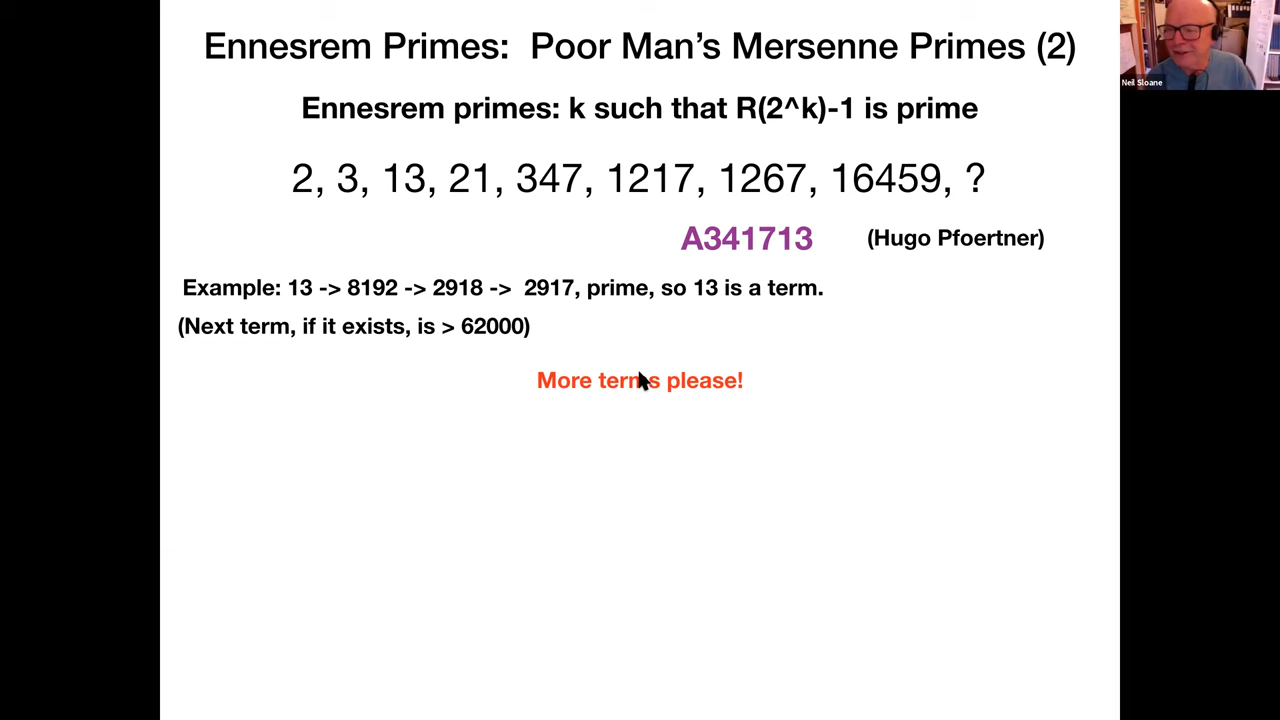 Ennesrem Primes: Poor Man's Mersenne Primes (2)
Neil Sloane
Ennesrem primes: k such that R(2^k)-1 is prime
2, 3, 13, 21, 347, 1217, 1267, 16459, ?
A341713 (Hugo Pfoertner)
Example: 13 -> 8192 -> 2918 -> 2917, prime, so 13 is a term.
(Next term, if it exists, is > 62000)
More terms please!